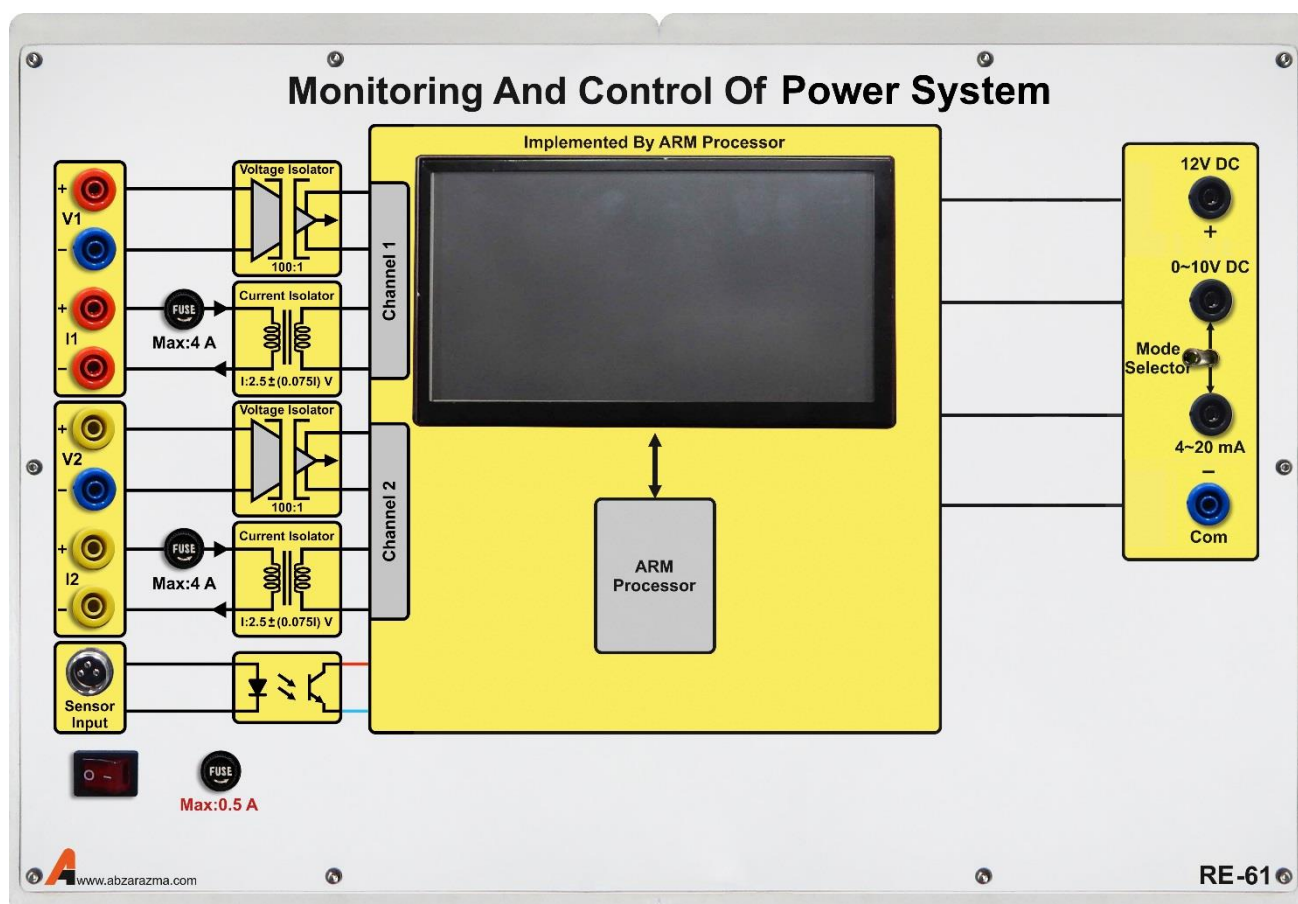 Monitoring And Control Of Power System
Implemented By ARM Processor
+
V1
-
+
I1
-
FUSE
Max:4 A
Voltage Isolator
100:1
Current Isolator
I:2.5±(0.075I) V
Channel 1
+
V2
-
+
I2
-
FUSE
Max:4 A
Voltage Isolator
100:1
Current Isolator
I:2.5±(0.075I) V
Channel 2
Sensor
Input
ARM
Processor
12V DC
+
0~10V DC
Mode
Selector
4~20 mA
-
Com
O -
FUSE
Max:0.5 A
A www.abzarazma.com
RE-61